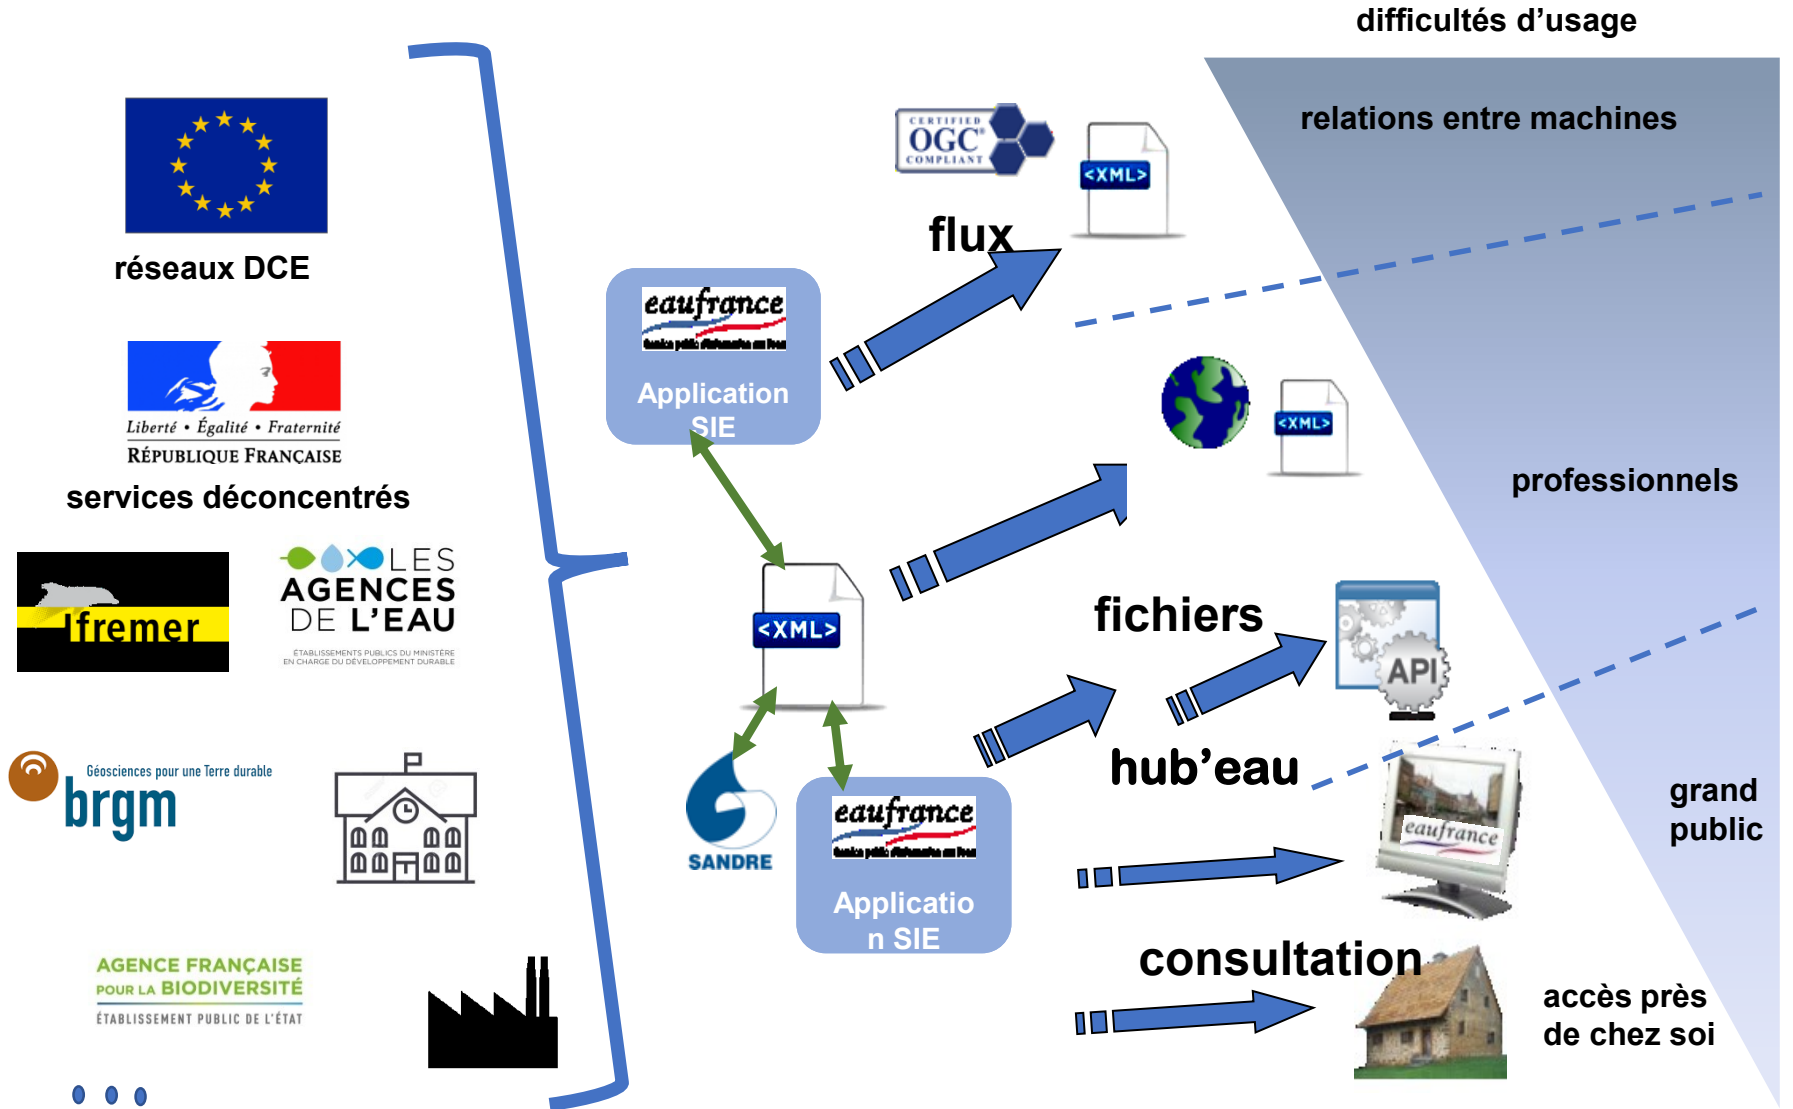 difficultés d’usage
relations entre machines
CERTIFIED
OGC®
COMPLIANT
<XML>
flux
réseaux DCE
eaufrance
Application
SIE
Liberté • Égalité • Fraternité
RÉPUBLIQUE FRANÇAISE
services déconcentrés
<XML>
professionnels
Ifremer
LES
AGENCES
DE L'EAU
ÉTABLISSEMENTS PUBLICS DU MINISTÈRE
EN CHARGE DU DÉVELOPPEMENT DURABLE
<XML>
fichiers
API
Géosciences pour une Terre durable
brgm
hub’eau
SANDRE
eaufrance
Applicatio
n SIE
eaufrance
grand
public
AGENCE FRANÇAISE
POUR LA BIODIVERSITÉ
ÉTABLISSEMENT PUBLIC DE L'ÉTAT
consultation
accès près
de chez soi